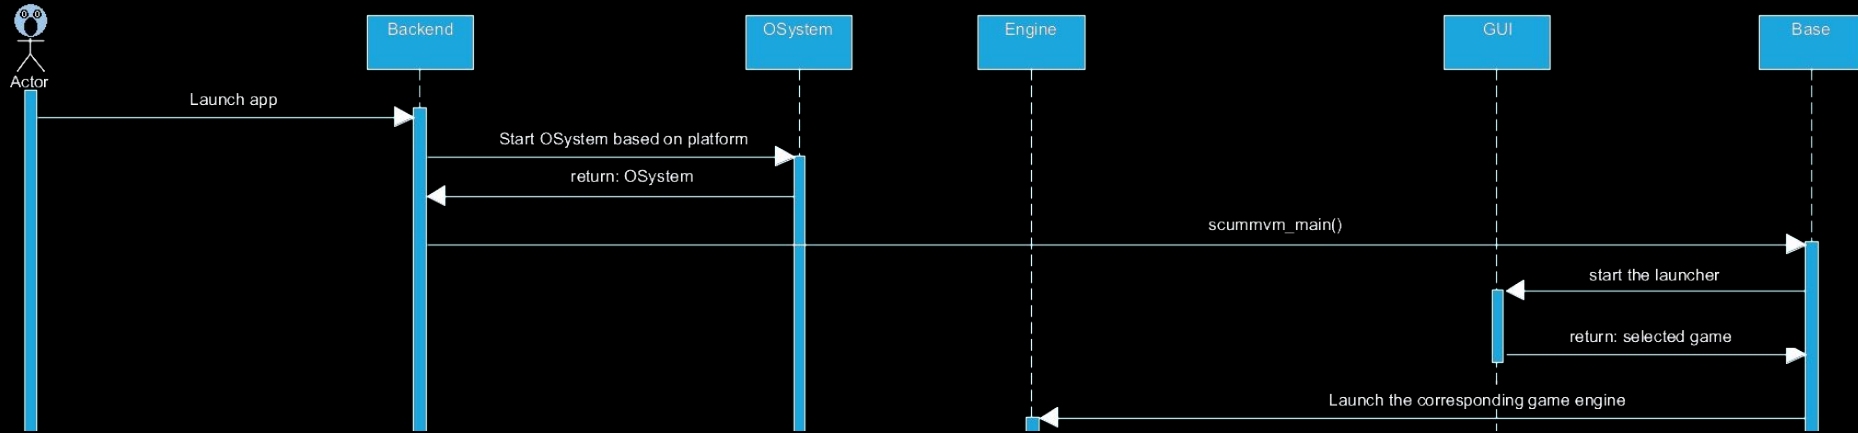 Backend
OSystem
Engine
GUI
Base
Actor
Launch app
Start OSystem based on platform
return: OSystem
scummvm_main()
start the launcher
return: selected game
Launch the corresponding game engine